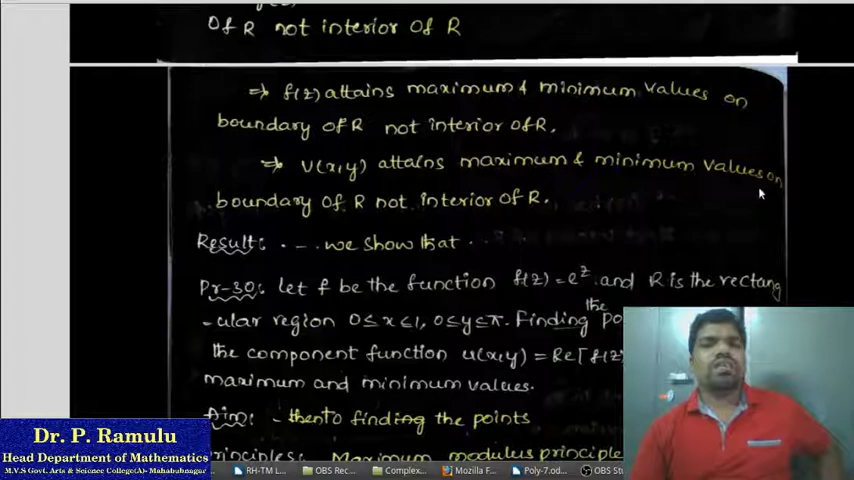 Of R not interior Of R
⇒ f(z) attains maximum & minimum values on
boundary of R not interior of R.
⇒ V(x,y) attains maximum & minimum values on
boundary of R not interior of R.
Result: .... we show that ....
Pr-30: Let f be the function f(z) = e^z and R is the rectang
-ular region 0≤x≤1, 0≤y≤π. Finding the
the component function u(x,y) = Re[f(z)
maximum and minimum values.
Aim: - then to finding the points
Principles: Maximum modulus principle
Dr. P. Ramulu
Head Department of Mathematics
M.V.S Govt. Arts & Science College(A)- Mahabubnagar
RH-TM L OBS Rec... Complex... Mozilla F... Poly-7.od... OBS Stu